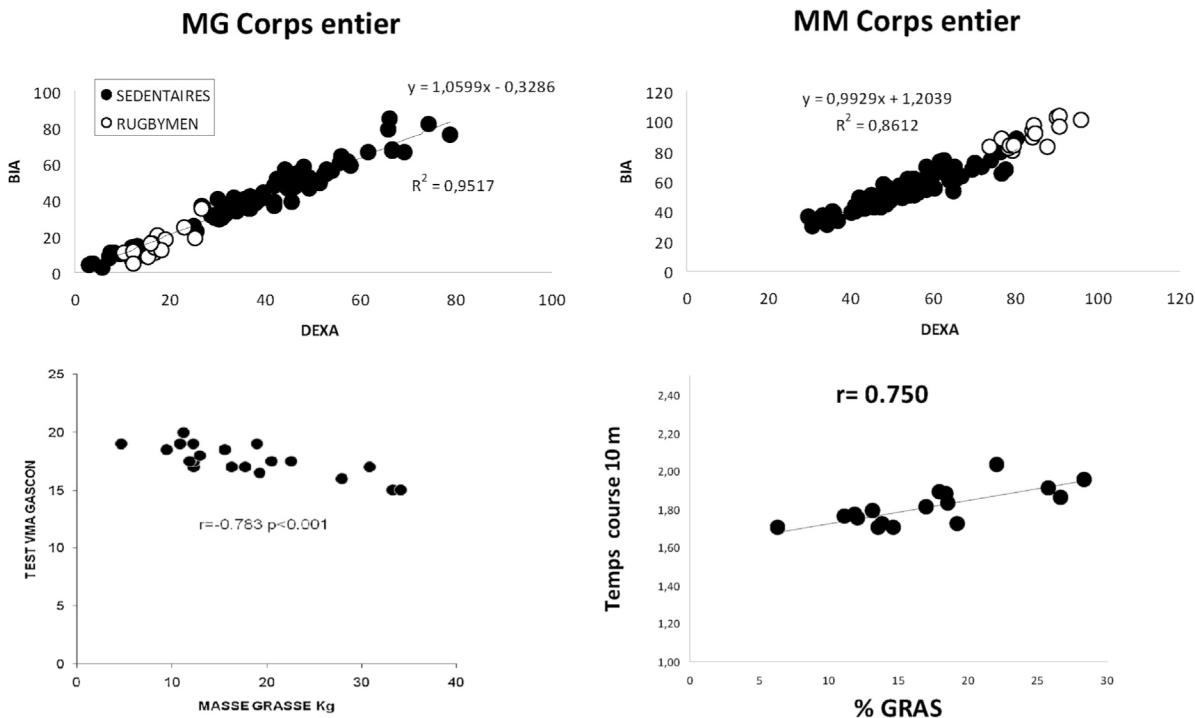 MG Corps entier
100
80
60
40
20
0
BIA
SEDENTAIRES
RUGBYMEN
y = 1,0599x - 0,3286
R² = 0,9517
0 20 40 60 80 100
DEXA
MM Corps entier
120
100
80
60
40
20
0
BIA
y = 0,9929x + 1,2039
R² = 0,8612
0 20 40 60 80 100 120
DEXA
25
20
15
10
5
0
TEST VMA GASCON
r=-0.783 p<0.001
0 10 20 30 40
MASSE GRASSE Kg
2,40
2,20
2,00
1,80
1,60
1,40
1,20
1,00
Temps course 10 m
r= 0.750
0 5 10 15 20 25 30
% GRAS